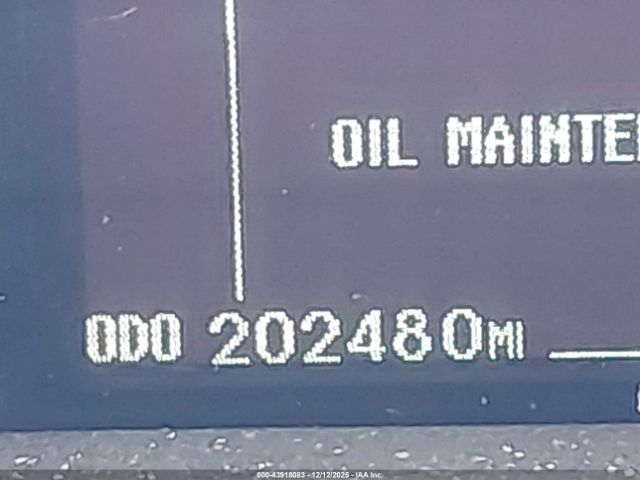 OIL MAINTE
ODO 202480MI
000-43918083 - 12/12/2025 - IAA Inc.